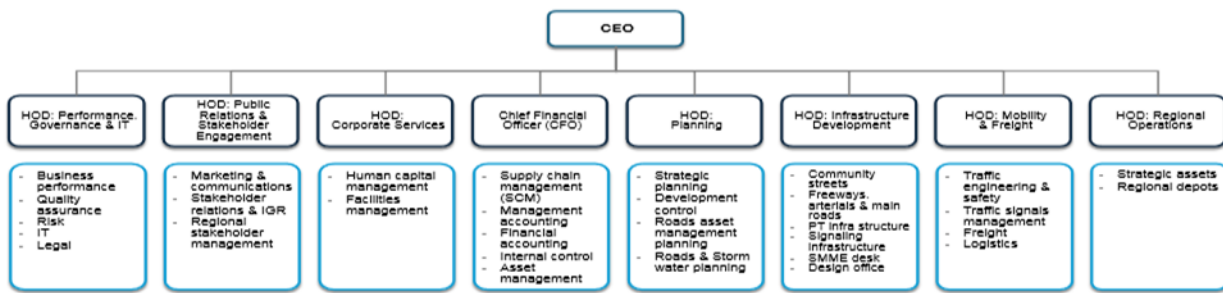 CEO
HOD: Performance.
Governance & IT
HOD: Public
Relations &
Stakeholder
Engagement
HOD:
Corporate Services
Chief Financial
Officer (CFO)
HOD:
Planning
HOD: Infrastructure
Development
HOD: Mobility
& Freight
HOD: Regional
Operations
- Business
performance
- Quality
assurance
- Risk
- IT
- Legal
- Marketing &
communications
- Stakeholder
relations & IGR
- Regional
stakeholder
management
- Human capital
management
- Facilities
management
- Supply chain
management
(SCM)
- Management
accounting
- Financial
accounting
- Internal control
- Asset
management
- Strategic
planning
- Development
control
- Roads asset
management
planning
- Roads & Storm
water planning
- Community
streets
- Freeways.
arterials & main
roads
- PT Infra structure
- Signaling
infrastructure
- SMME desk
- Design office
- Traffic
engineering &
safety
- Traffic signals
management
- Freight
- Logistics
- Strategic assets
- Regional depots